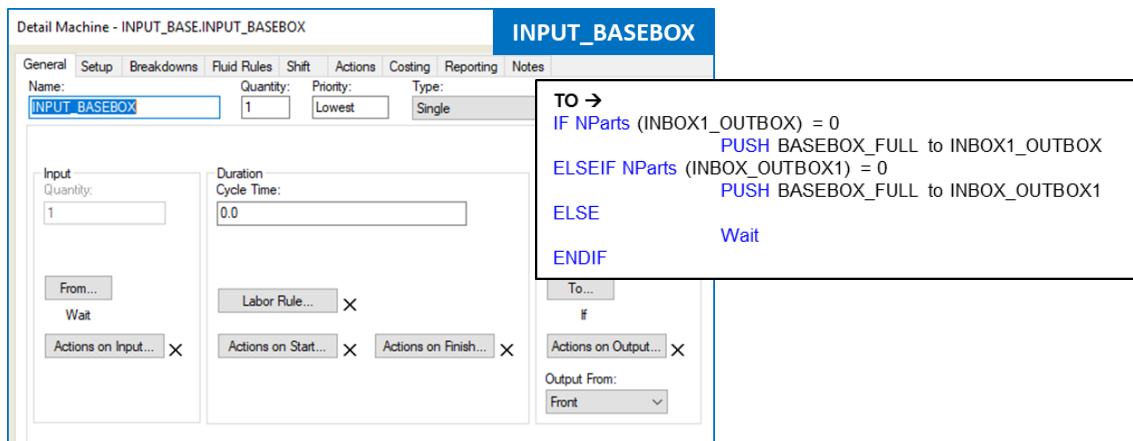 Detail Machine - INPUT_BASE.INPUT_BASEBOX
INPUT_BASEBOX
General Setup Breakdowns Fluid Rules Shift Actions Costing Reporting Notes
Name: Quantity: Priority: Type:
INPUT_BASEBOX 1 Lowest Single
TO →
IF NParts (INBOX1_OUTBOX) = 0
PUSH BASEBOX_FULL to INBOX1_OUTBOX
ELSEIF NParts (INBOX_OUTBOX1) = 0
PUSH BASEBOX_FULL to INBOX_OUTBOX1
ELSE
Wait
ENDIF
Input
Quantity:
1
From...
Wait
Actions on Input...
Duration
Cycle Time:
0.0
Labor Rule...
Actions on Start... Actions on Finish...
To...
If
Actions on Output...
Output From:
Front